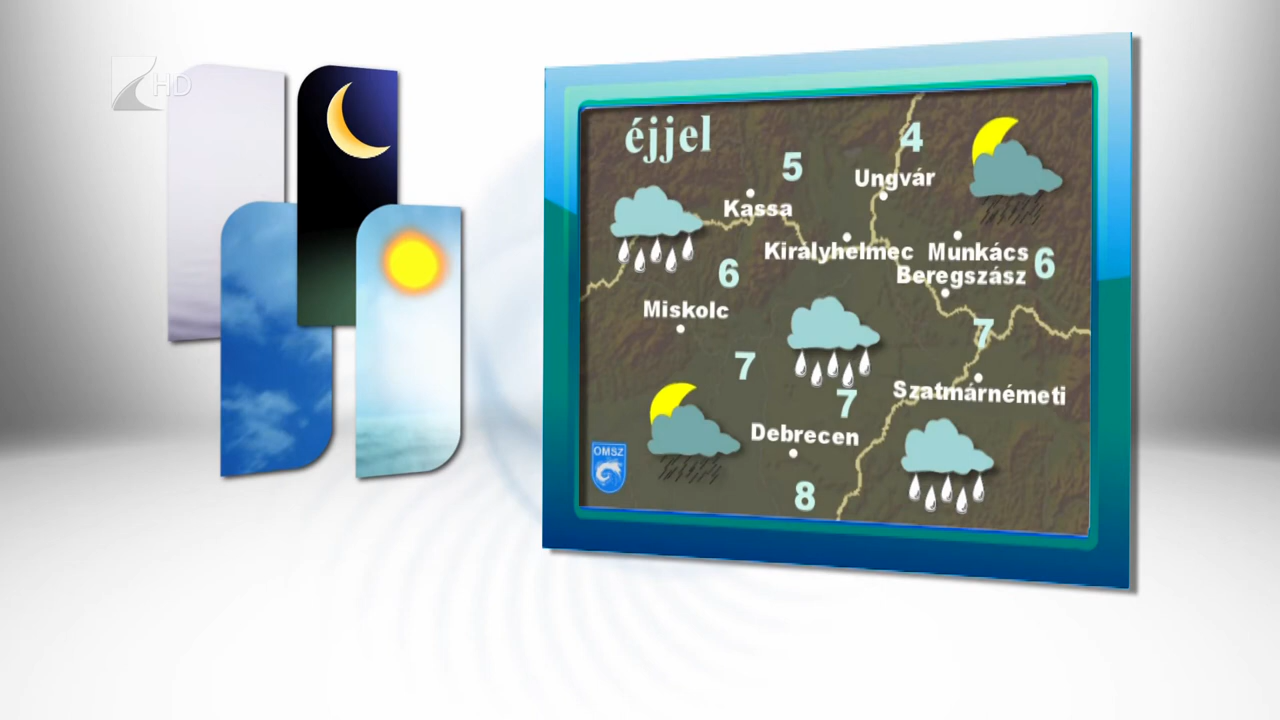 HD
éjjel
4
5
Ungvár
Kassa
Királyhelmec
Munkács
6
Beregszász
6
Miskolc
7
7
Szatmárnémeti
7
Debrecen
OMSZ
8